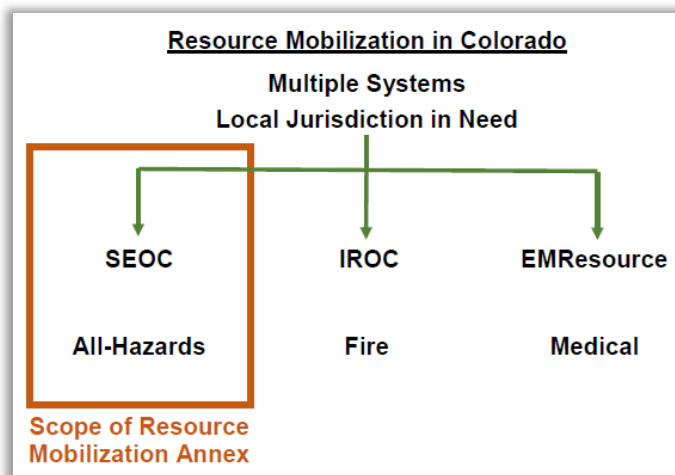 Resource Mobilization in Colorado
Multiple Systems
Local Jurisdiction in Need
SEOC
IROC
EMResource
All-Hazards
Fire
Medical
Scope of Resource
Mobilization Annex